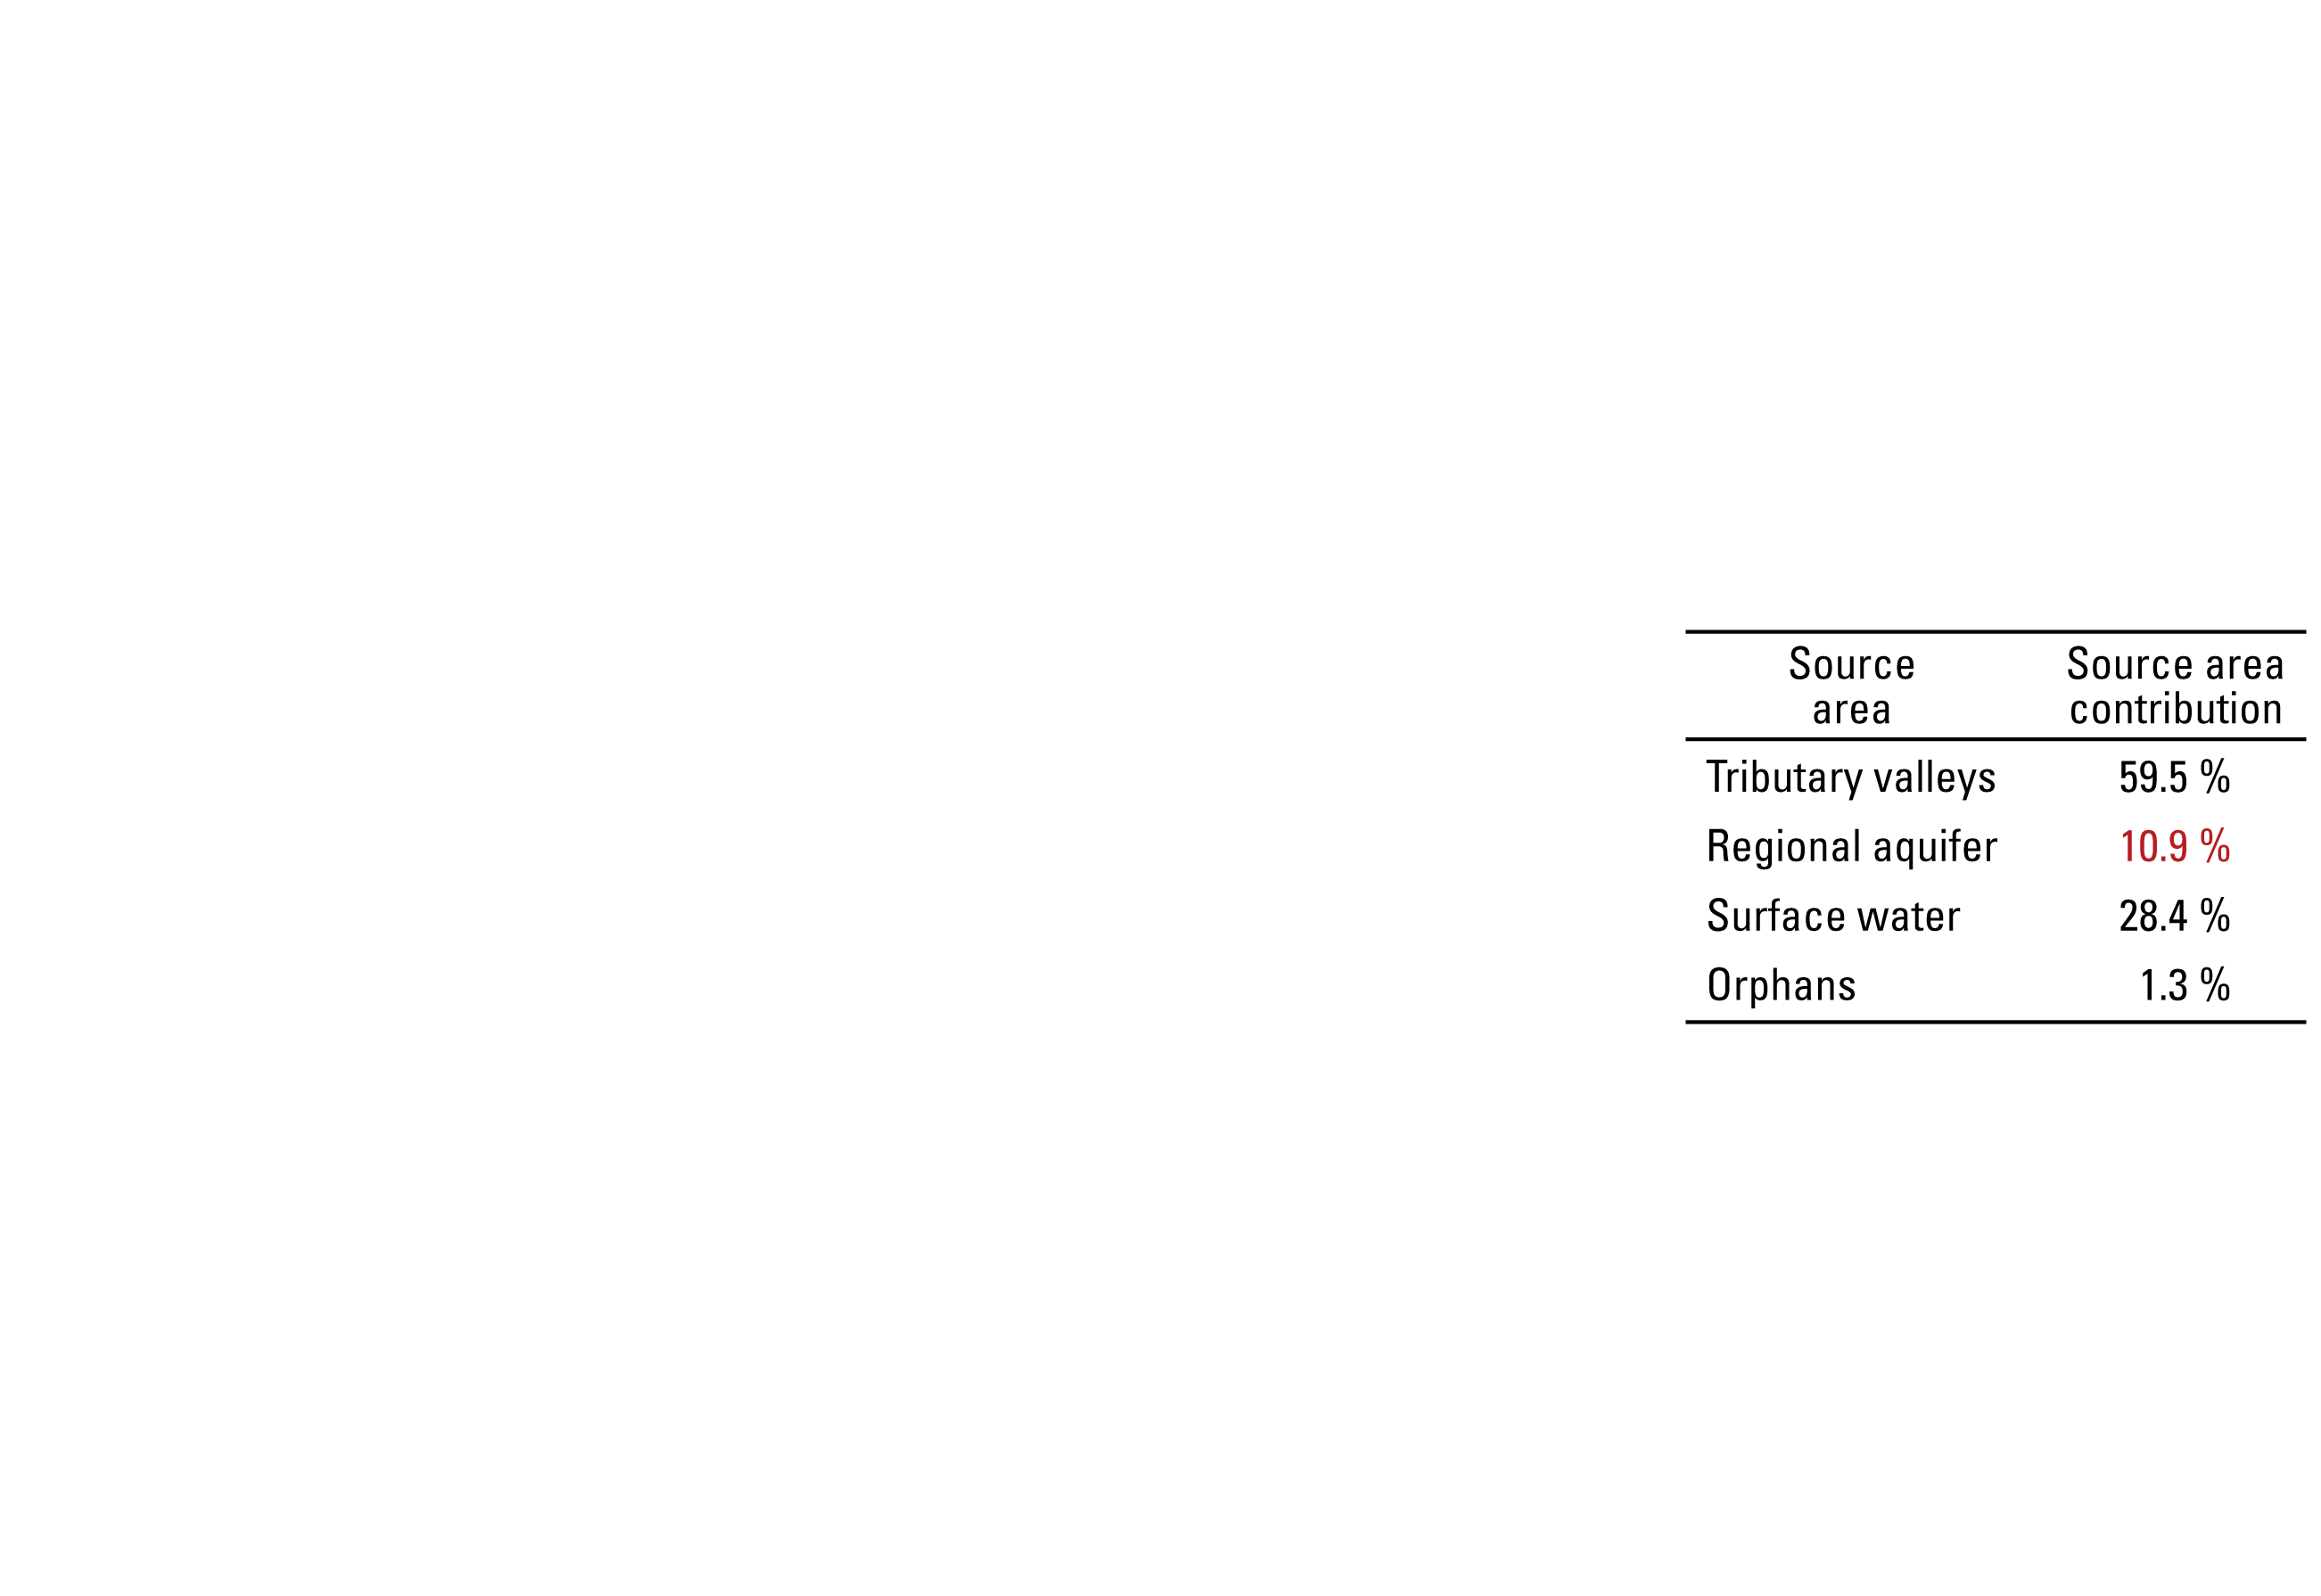 Source area Source area contribution
Tributary valleys 59.5 %
Regional aquifer 10.9 %
Surface water 28.4 %
Orphans 1.3 %